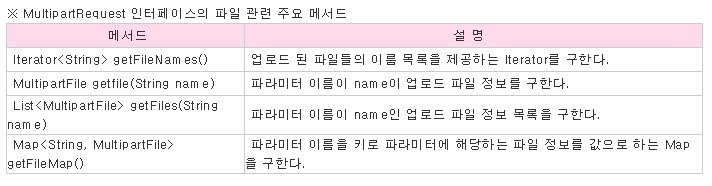 ※ MultipartRequest 인터페이스의 파일 관련 주요 메서드
메서드 설 명
Iterator<String> getFileNames() 업로드 된 파일들의 이름 목록을 제공하는 Iterator를 구한다.
MultipartFile getfile(String name) 파라미터 이름이 name이 업로드 파일 정보를 구한다.
List<MultipartFile> getFiles(String name) 파라미터 이름이 name인 업로드 파일 정보 목록을 구한다.
Map<String, MultipartFile> getFileMap() 파라미터 이름을 키로 파라미터에 해당하는 파일 정보를 값으로 하는 Map을 구한다.